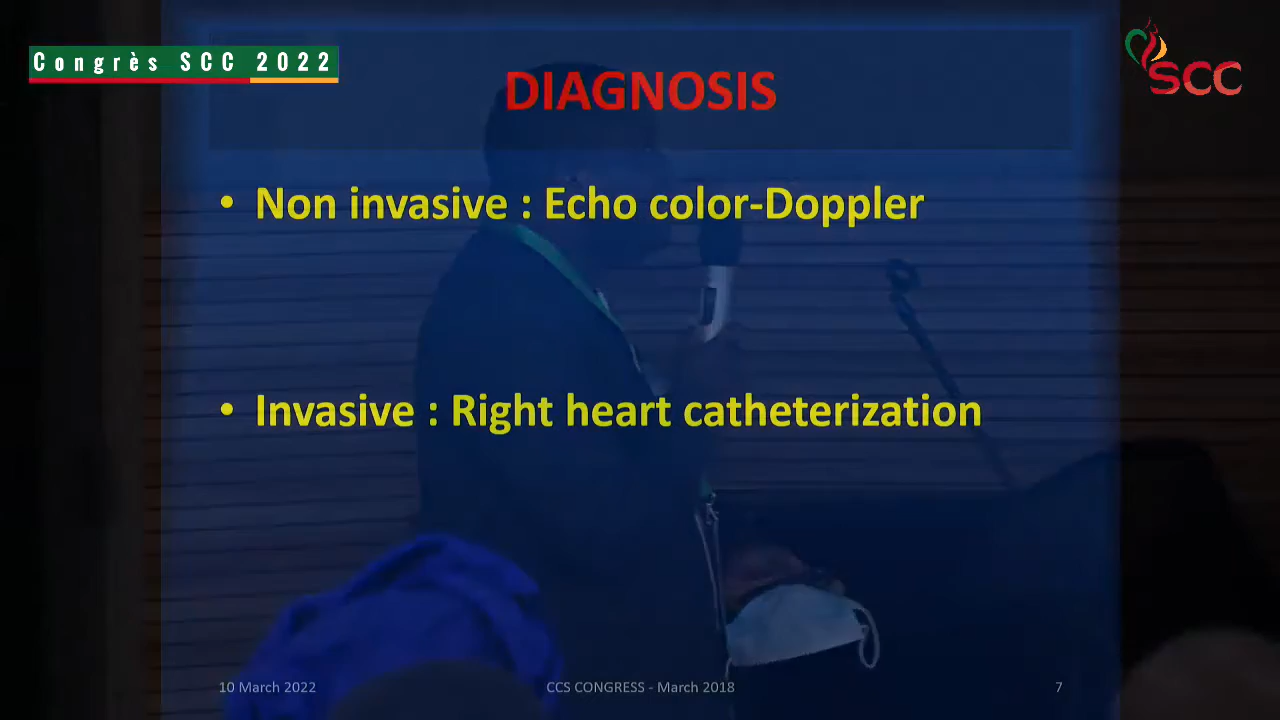 Congrès SCC 2022
SCC
DIAGNOSIS
• Non invasive : Echo color-Doppler
• Invasive : Right heart catheterization
10 March 2022
CCS CONGRESS - March 2018
7